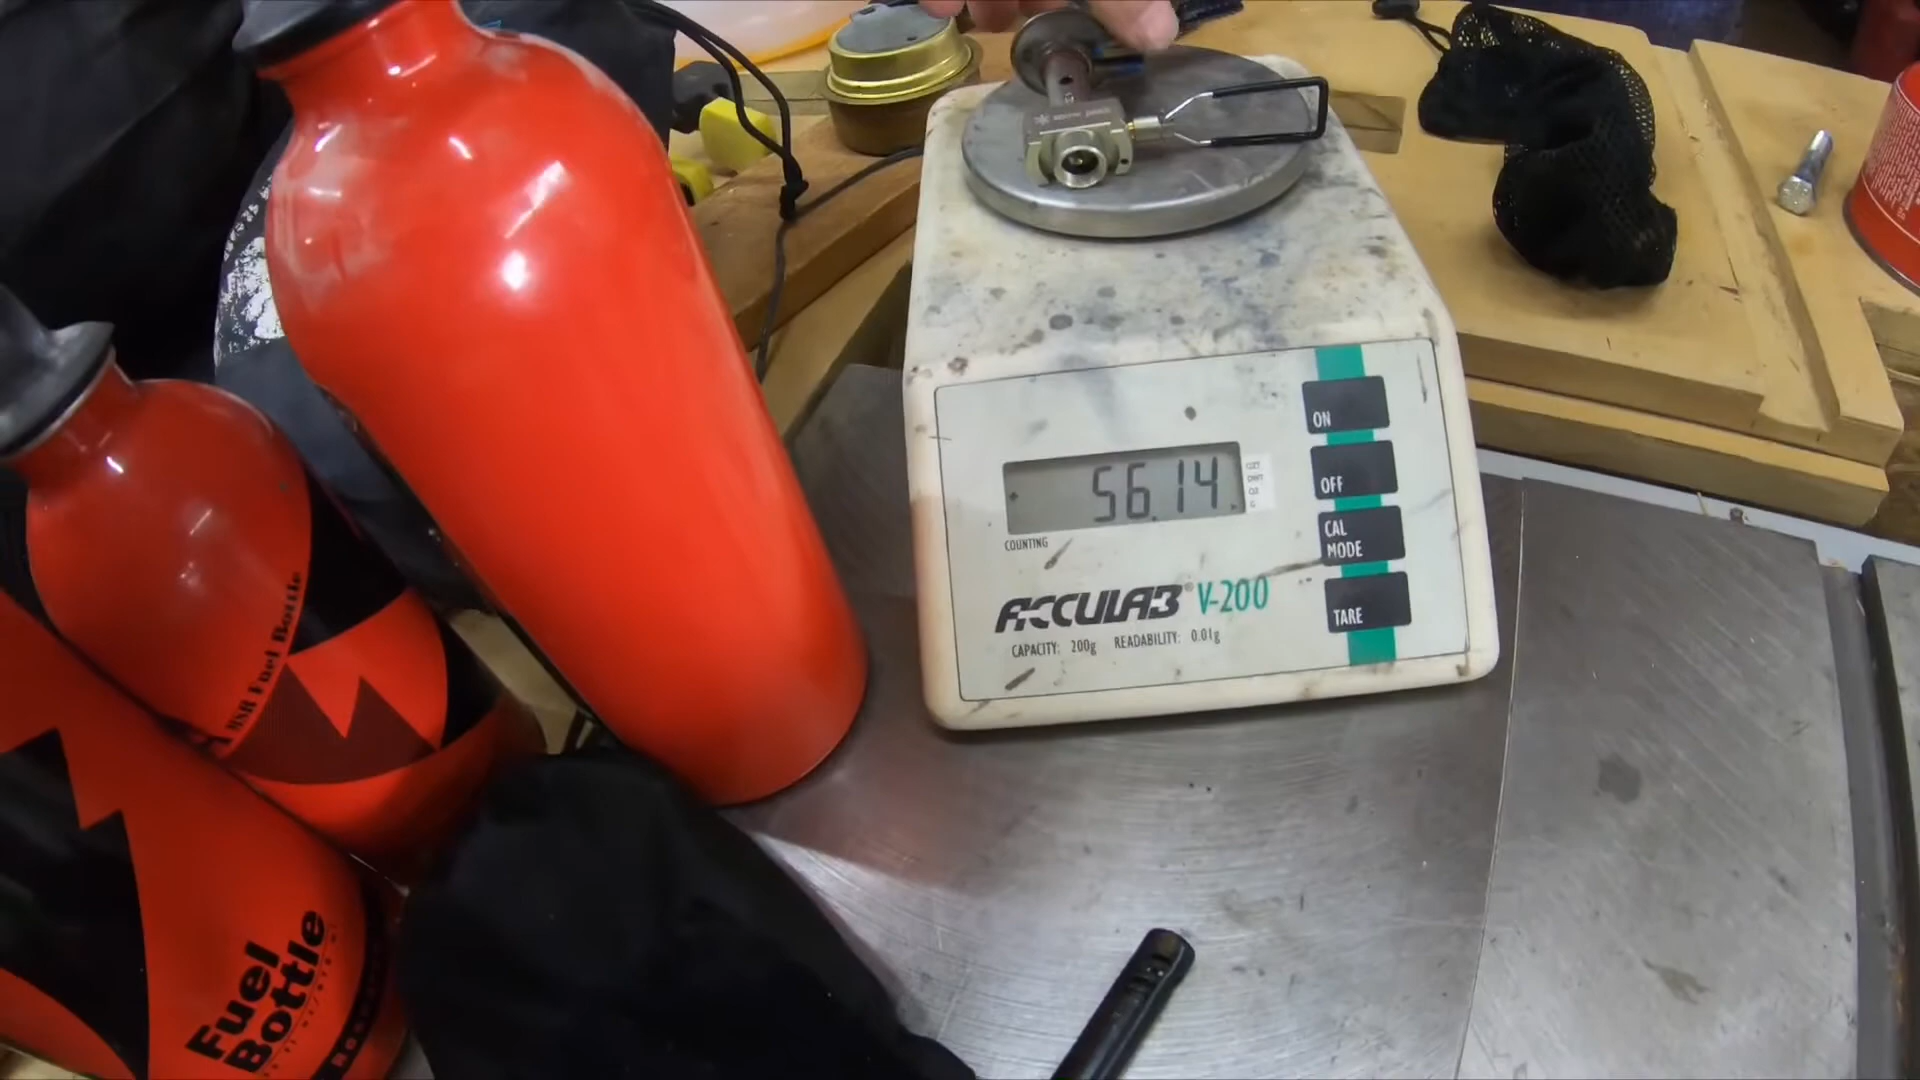 56.14
COUNTING
ACCULAB® V-200
CAPACITY: 200g READABILITY: 0.01g
ON
OFF
CAL
MODE
TARE
MSR Fuel Bottle
Fuel
Bottle